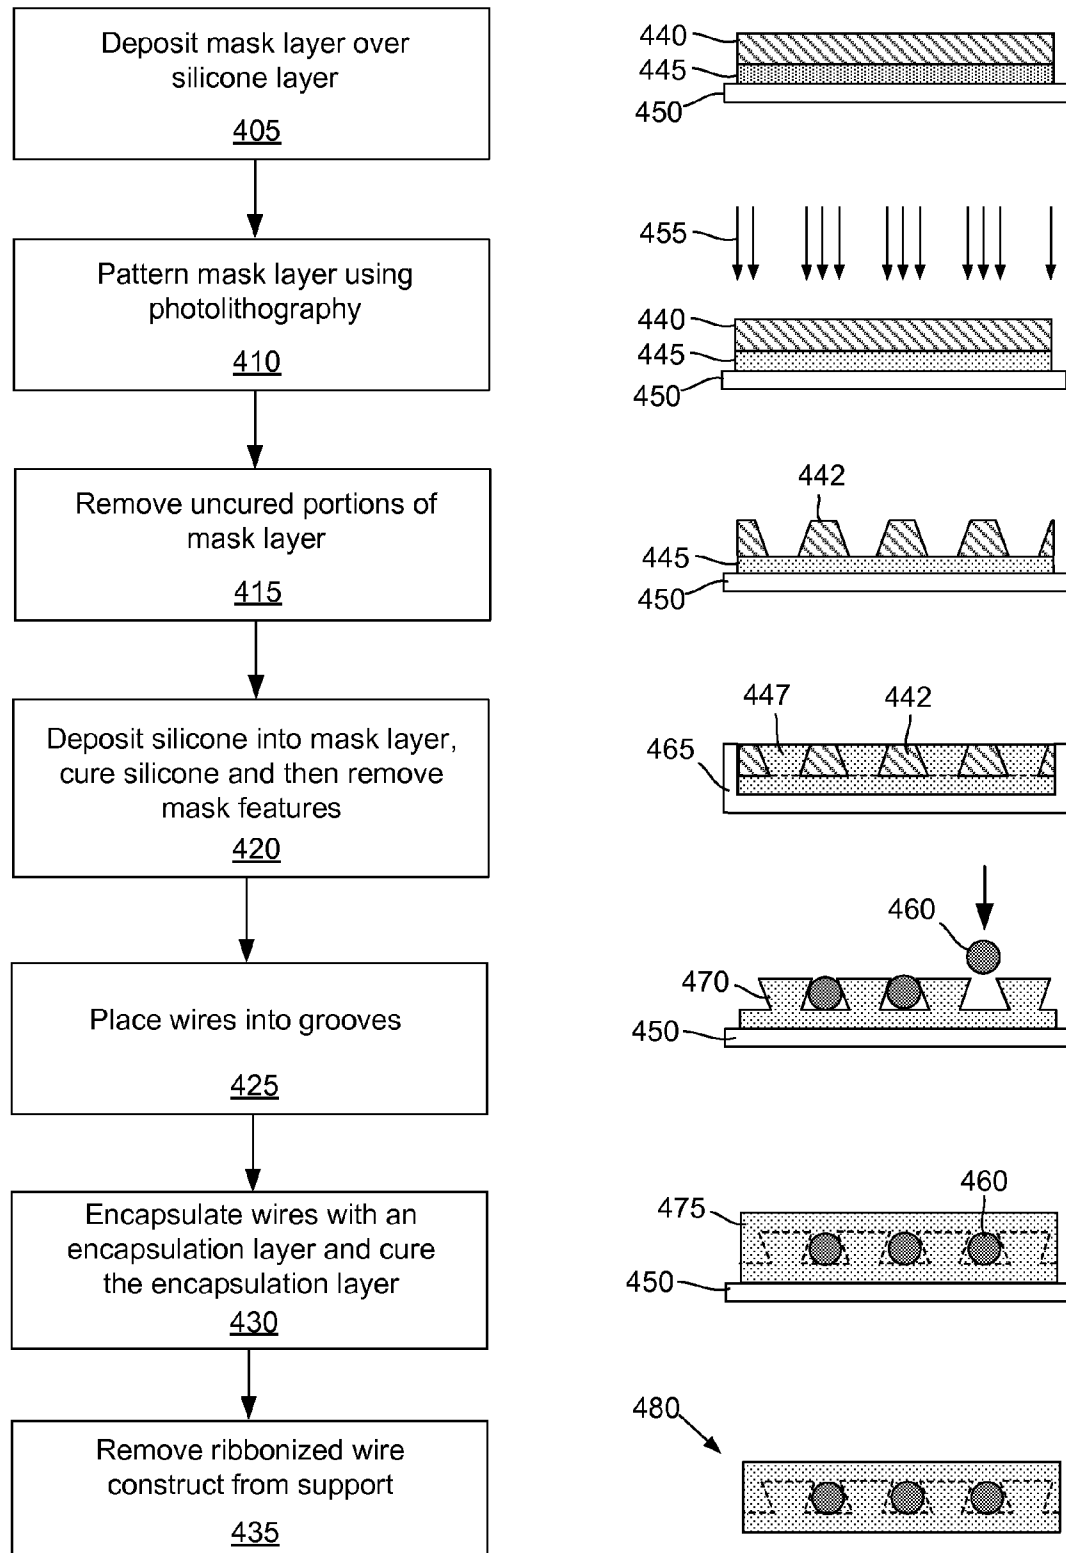 Deposit mask layer over
silicone layer
405
440
445
450
Pattern mask layer using
photolithography
410
455
440
445
450
Remove uncured portions of
mask layer
415
442
445
450
Deposit silicone into mask layer,
cure silicone and then remove
mask features
420
447
442
465
Place wires into grooves
425
460
470
450
Encapsulate wires with an
encapsulation layer and cure
the encapsulation layer
430
460
475
450
Remove ribbonized wire
construct from support
435
480